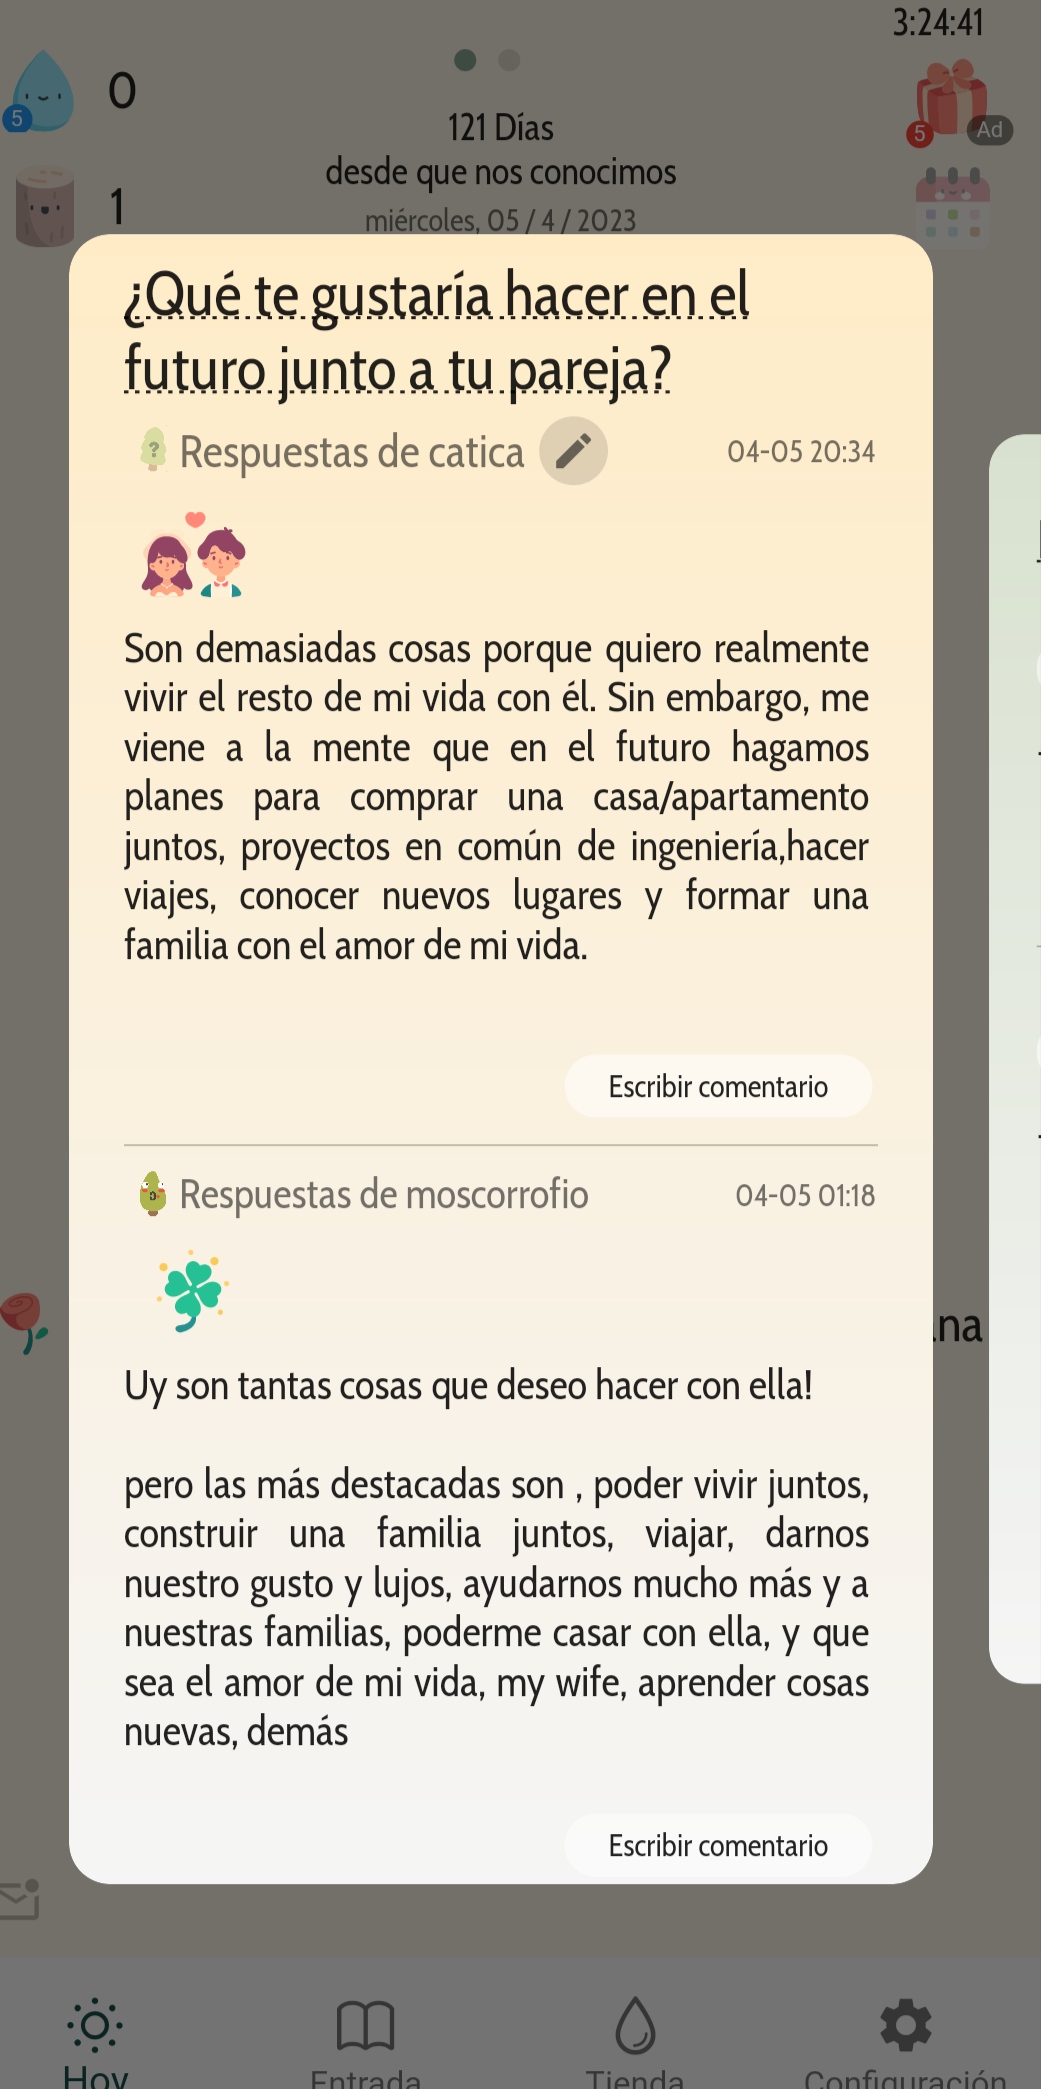 3:24:41
0
5
121 Días
5
Ad
desde que nos conocimos
1
miércoles, 05 / 4 / 2023
¿Qué te gustaría hacer en el
futuro junto a tu pareja?
Respuestas de catica
04-05 20:34
Son demasiadas cosas porque quiero realmente
vivir el resto de mi vida con él. Sin embargo, me
viene a la mente que en el futuro hagamos
planes para comprar una casa/apartamento
juntos, proyectos en común de ingeniería,hacer
viajes, conocer nuevos lugares y formar una
familia con el amor de mi vida.
Escribir comentario
Respuestas de moscorrofio
04-05 01:18
Uy son tantas cosas que deseo hacer con ella!
pero las más destacadas son , poder vivir juntos,
construir una familia juntos, viajar, darnos
nuestro gusto y lujos, ayudarnos mucho más y a
nuestras familias, poderme casar con ella, y que
sea el amor de mi vida, my wife, aprender cosas
nuevas, demás
Escribir comentario
Hoy
Entrada
Tienda
Configuración